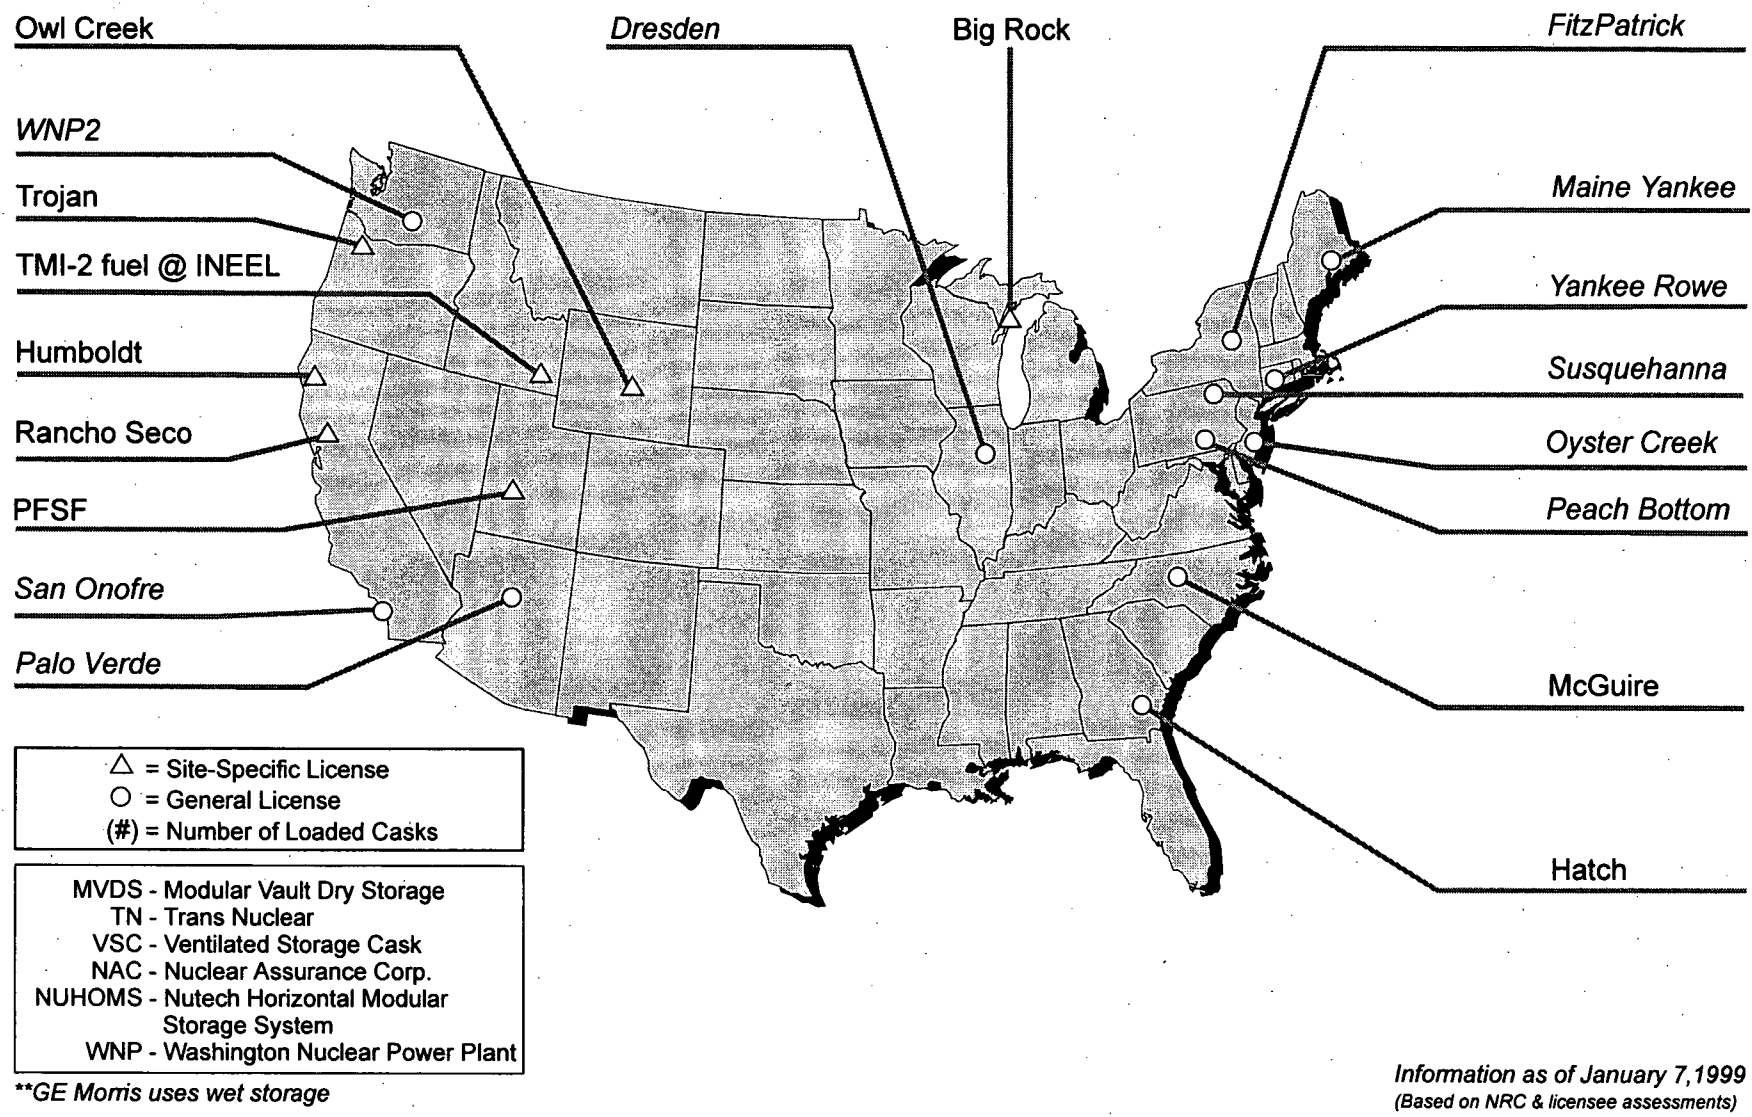 Owl Creek
Dresden
Big Rock
FitzPatrick
WNP2
Trojan
TMI-2 fuel @ INEEL
Humboldt
Rancho Seco
PFSF
San Onofre
Palo Verde
Maine Yankee
Yankee Rowe
Susquehanna
Oyster Creek
Peach Bottom
McGuire
Hatch
△ = Site-Specific License
○ = General License
(#) = Number of Loaded Casks
MVDS - Modular Vault Dry Storage
TN - Trans Nuclear
VSC - Ventilated Storage Cask
NAC - Nuclear Assurance Corp.
NUHOMS - Nutech Horizontal Modular
Storage System
WNP - Washington Nuclear Power Plant
**GE Morris uses wet storage
Information as of January 7,1999
(Based on NRC & licensee assessments)